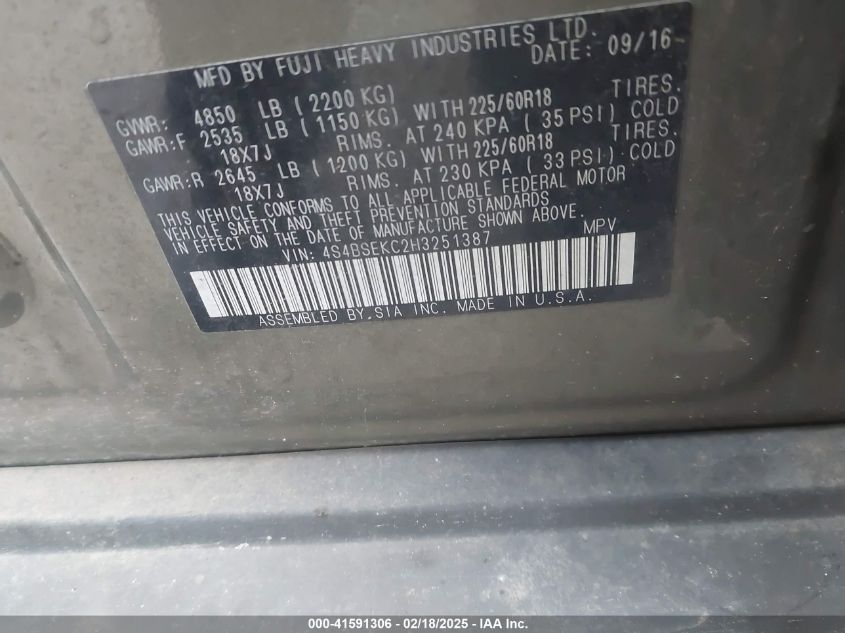 MFD BY FUJI HEAVY INDUSTRIES LTD.
DATE: 09/16
GVWR: 4850 LB (2200 KG)
GAWR:F 2535 LB (1150 KG) WITH 225/60R18 TIRES.
18X7J RIMS. AT 240 KPA (35 PSI) COLD
GAWR:R 2645 LB (1200 KG) WITH 225/60R18 TIRES.
18X7J RIMS. AT 230 KPA (33 PSI) COLD
THIS VEHICLE CONFORMS TO ALL APPLICABLE FEDERAL MOTOR
VEHICLE SAFETY AND THEFT PREVENTION STANDARDS
IN EFFECT ON THE DATE OF MANUFACTURE SHOWN ABOVE.
VIN: 4S4BSEKC2H3251387 MPV
ASSEMBLED BY SIA INC. MADE IN U.S.A.
000-41591306 - 02/18/2025 - IAA Inc.